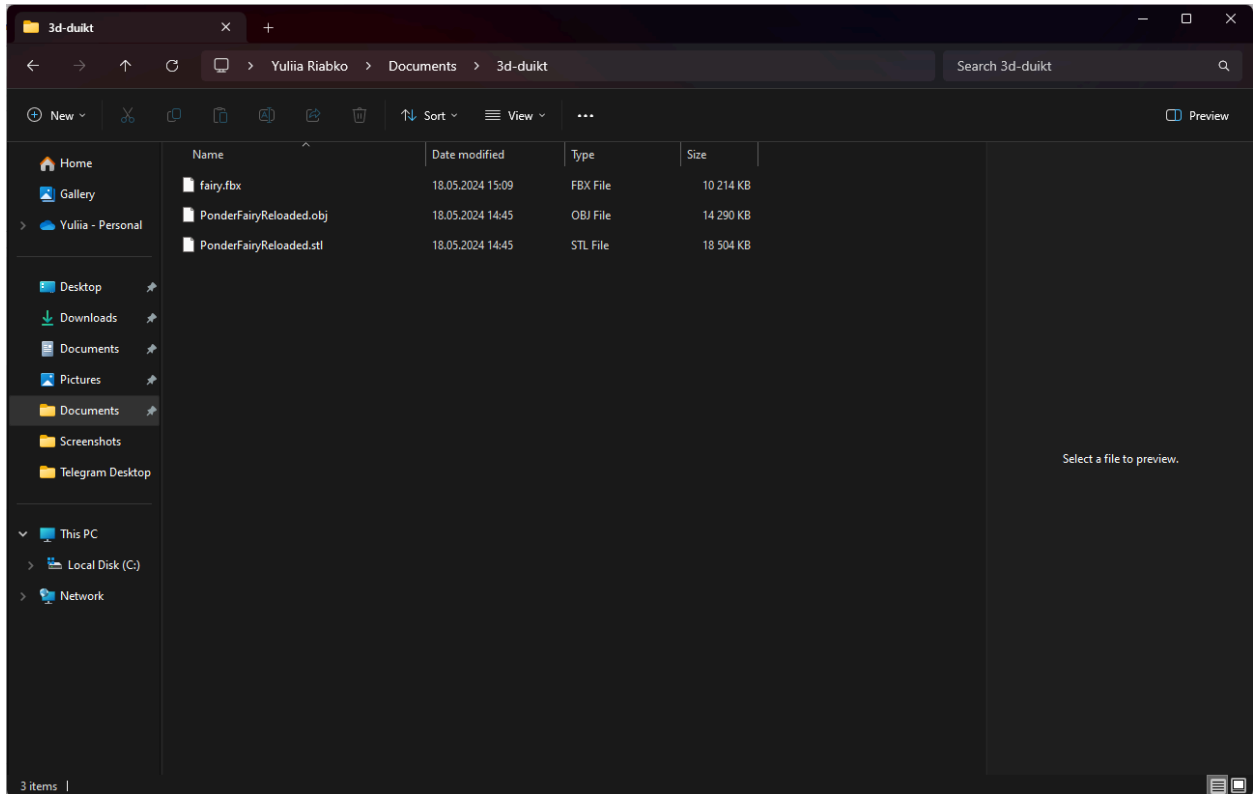 3d-duikt
Yuliia Riabko > Documents > 3d-duikt
Search 3d-duikt
New
Sort
View
Preview
Name Date modified Type Size
fairy.fbx 18.05.2024 15:09 FBX File 10 214 KB
PonderFairyReloaded.obj 18.05.2024 14:45 OBJ File 14 290 KB
PonderFairyReloaded.stl 18.05.2024 14:45 STL File 18 504 KB
Home
Gallery
Yuliia - Personal
Desktop
Downloads
Documents
Pictures
Documents
Screenshots
Telegram Desktop
This PC
Local Disk (C:)
Network
Select a file to preview.
3 items